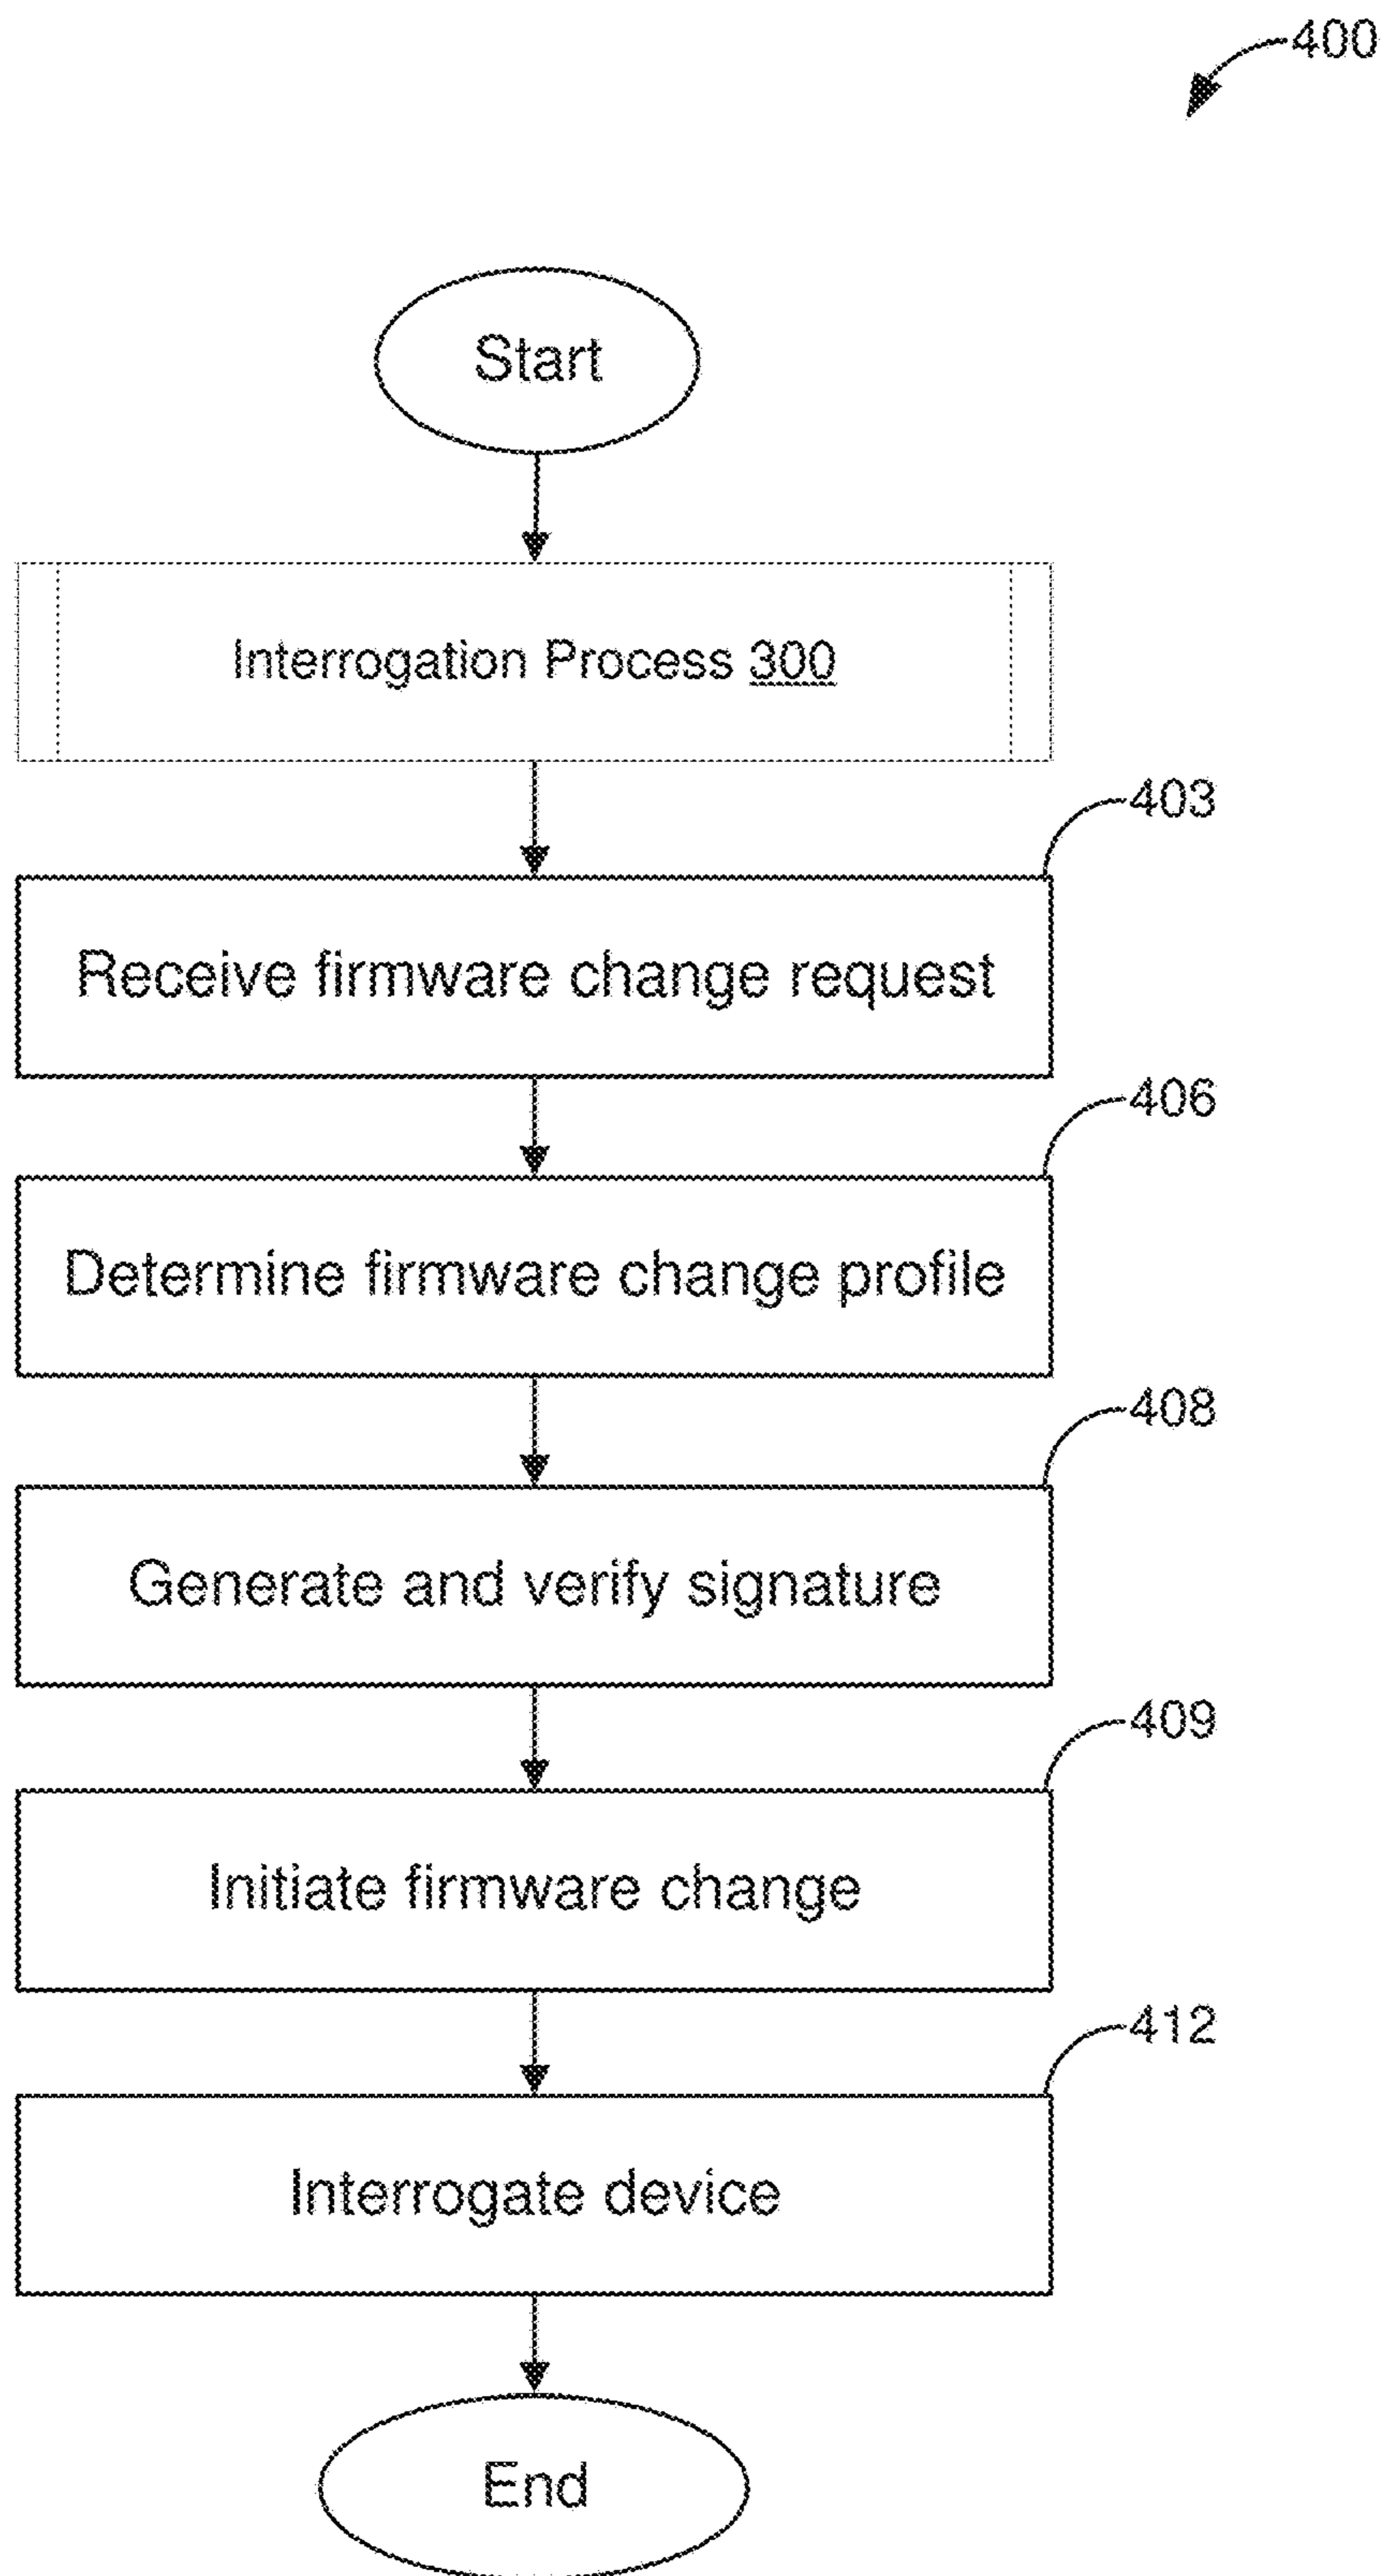 400
Start
Interrogation Process 300
403
Receive firmware change request
406
Determine firmware change profile
408
Generate and verify signature
409
Initiate firmware change
412
Interrogate device
End